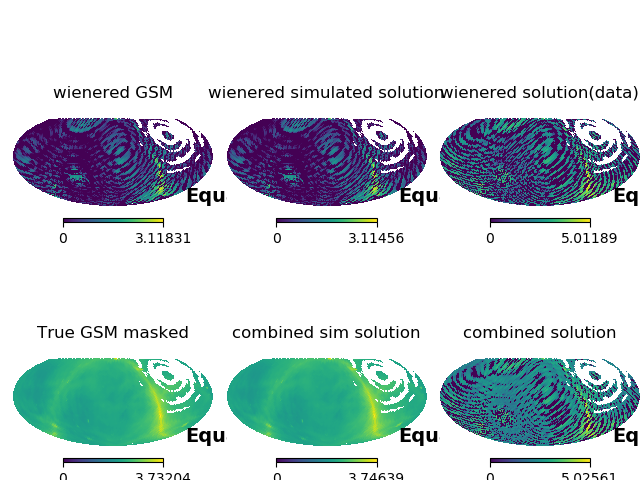 wienered GSM
wienered simulated solution
wienered solution(data)
Equ
Equ
Eq
0 3.11831
0 3.11456
0 5.01189
True GSM masked
combined sim solution
combined solution
Equ
Equ
Eq
0 3.73204
0 3.74639
0 5.02561